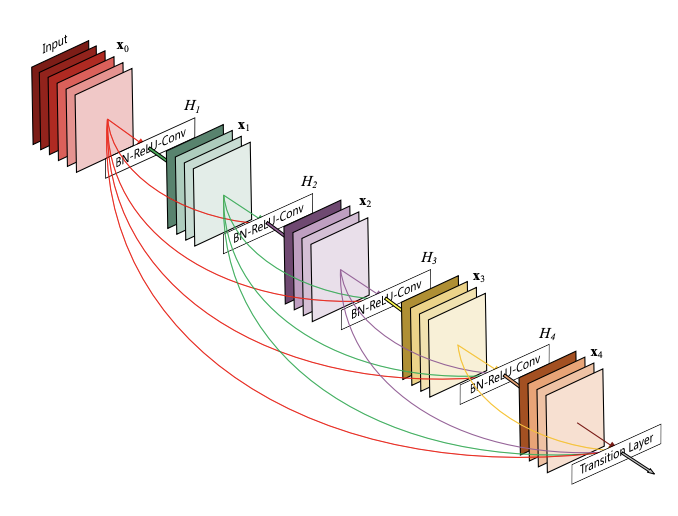 Input
x0
H1
BN-ReLU-Conv
x1
H2
BN-ReLU-Conv
x2
H3
BN-ReLU-Conv
x3
H4
BN-ReLU-Conv
x4
Transition Layer